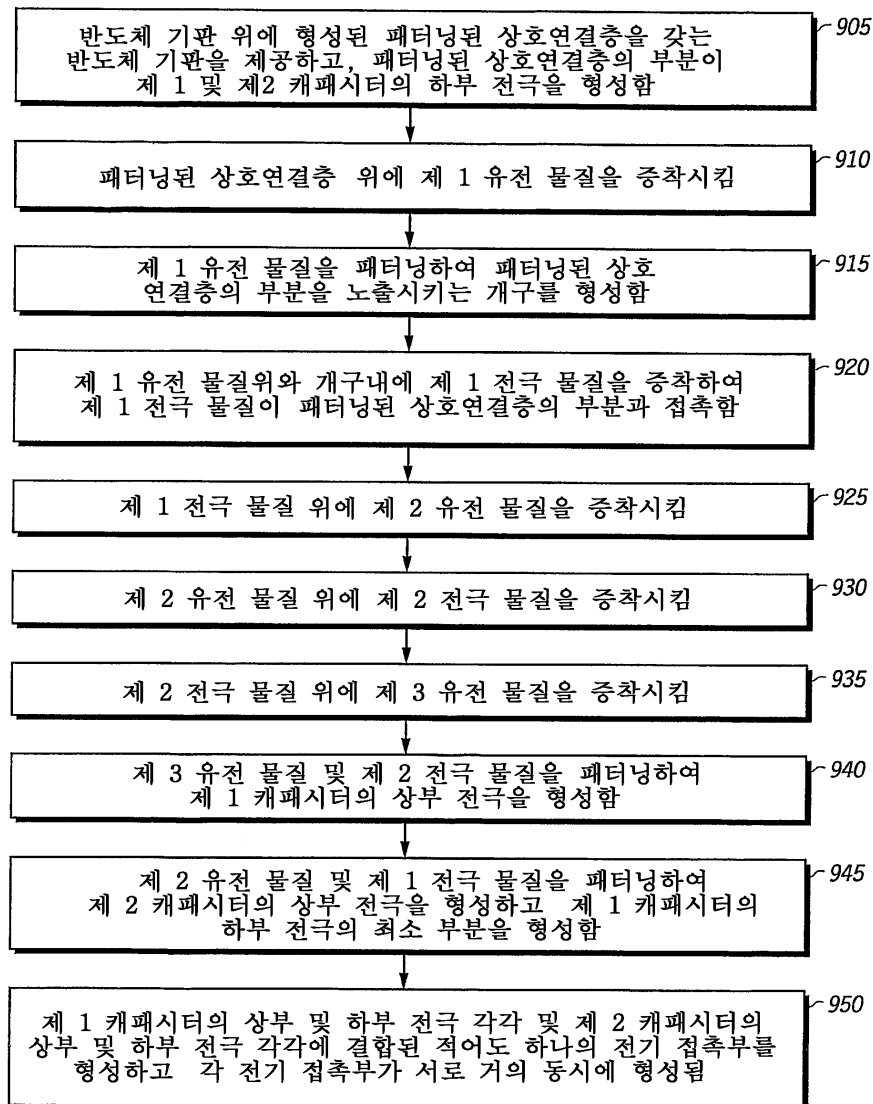 반도체 기판 위에 형성된 패터닝된 상호연결층을 갖는
반도체 기판을 제공하고, 패터닝된 상호연결층의 부분이
제 1 및 제2 캐패시터의 하부 전극을 형성함
905
패터닝된 상호연결층 위에 제 1 유전 물질을 증착시킴
910
제 1 유전 물질을 패터닝하여 패터닝된 상호
연결층의 부분을 노출시키는 개구를 형성함
915
제 1 유전 물질위와 개구내에 제 1 전극 물질을 증착하여
제 1 전극 물질이 패터닝된 상호연결층의 부분과 접촉함
920
제 1 전극 물질 위에 제 2 유전 물질을 증착시킴
925
제 2 유전 물질 위에 제 2 전극 물질을 증착시킴
930
제 2 전극 물질 위에 제 3 유전 물질을 증착시킴
935
제 3 유전 물질 및 제 2 전극 물질을 패터닝하여
제 1 캐패시터의 상부 전극을 형성함
940
제 2 유전 물질 및 제 1 전극 물질을 패터닝하여
제 2 캐패시터의 상부 전극을 형성하고 제 1 캐패시터의
하부 전극의 최소 부분을 형성함
945
제 1 캐패시터의 상부 및 하부 전극 각각 및 제 2 캐패시터의
상부 및 하부 전극 각각에 결합된 적어도 하나의 전기 접촉부를
형성하고 각 전기 접촉부가 서로 거의 동시에 형성됨
950